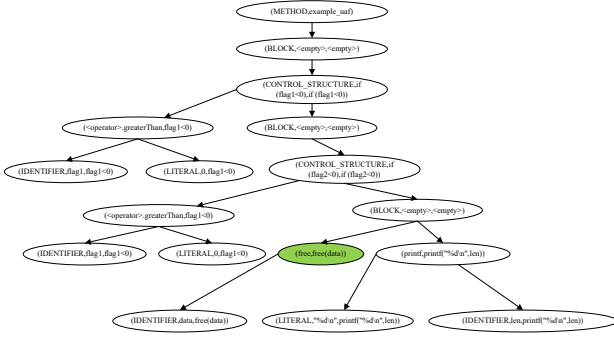 (METHOD,example_uaf)
(BLOCK,<empty>,<empty>)
(CONTROL_STRUCTURE,if
(flag1<0),if (flag1<0))
(<operator>.greaterThan,flag1<0)
(BLOCK,<empty>,<empty>)
(IDENTIFIER,flag1,flag1<0)
(LITERAL,0,flag1<0)
(CONTROL_STRUCTURE,if
(flag2<0),if (flag2<0))
(<operator>.greaterThan,flag1<0)
(BLOCK,<empty>,<empty>)
(IDENTIFIER,flag1,flag1<0)
(LITERAL,0,flag1<0)
(free,free(data))
(printf,printf("%d\n",len))
(IDENTIFIER,data,free(data))
(LITERAL,"%d\n",printf("%d\n",len))
(IDENTIFIER,len,printf("%d\n",len))